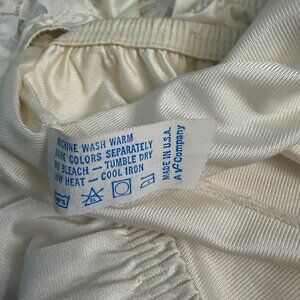 MACHINE WASH WARM
DARK COLORS SEPARATELY
NO BLEACH — TUMBLE DRY
LOW HEAT — COOL IRON
MADE IN U.S.A.
A VF Company